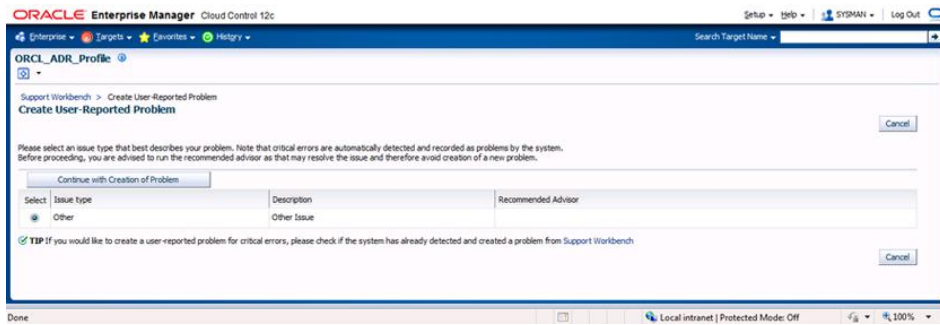 ORACLE Enterprise Manager Cloud Control 12c
Setup Help SYSMAN Log Out
Enterprise Targets Favorites History Search Target Name
ORCL_ADR_Profile
Support Workbench > Create User-Reported Problem
Create User-Reported Problem
Cancel
Please select an issue type that best describes your problem. Note that critical errors are automatically detected and recorded as problems by the system.
Before proceeding, you are advised to run the recommended advisor as that may resolve the issue and therefore avoid creation of a new problem.
Continue with Creation of Problem
Select Issue type Description Recommended Advisor
Other Other Issue
TIP If you would like to create a user-reported problem for critical errors, please check if the system has already detected and created a problem from Support Workbench
Cancel
Done Local intranet | Protected Mode: Off 100%